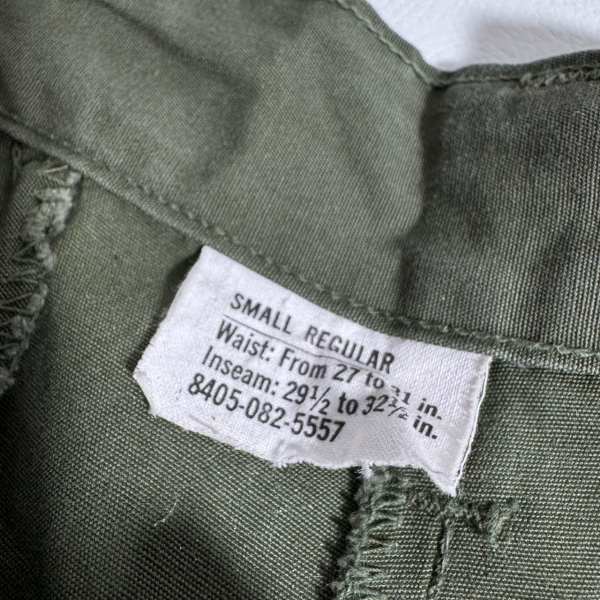 SMALL REGULAR
Waist: From 27 to 31 in.
Inseam: 29½ to 32½ in.
8405-082-5557